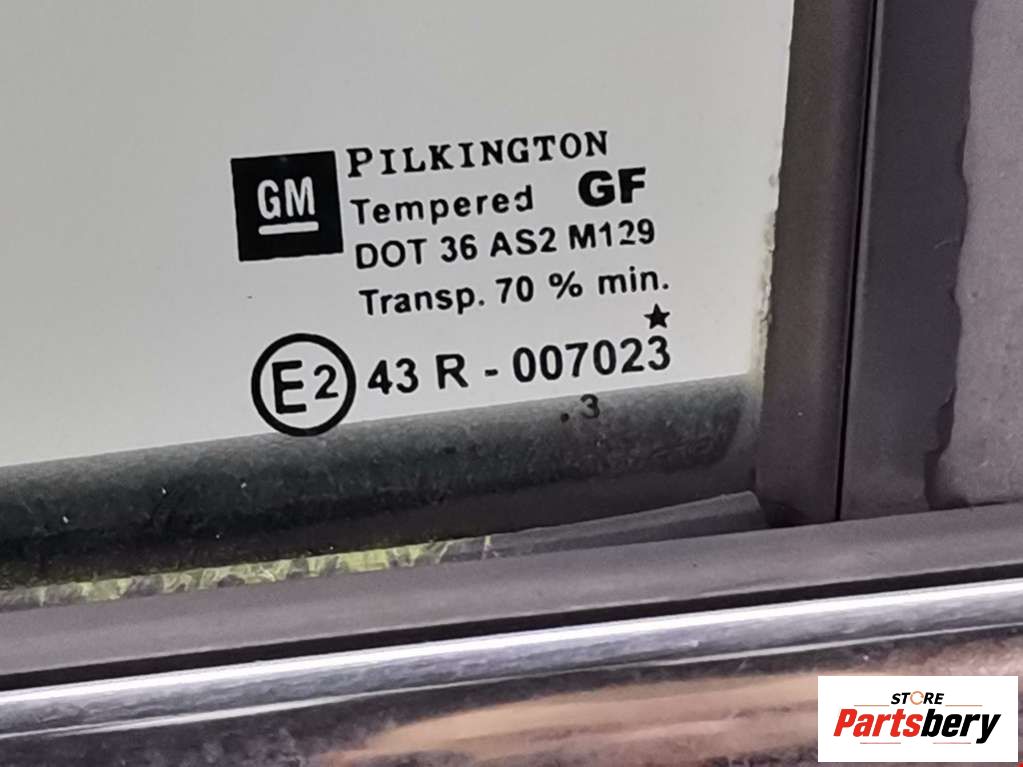 GM
PILKINGTON
Tempered GF
DOT 36 AS2 M129
Transp. 70 % min.
E2 43 R - 007023
. 3
STORE
Partsbery